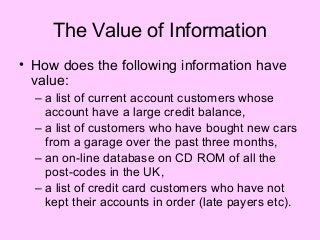 The Value of Information
• How does the following information have
value:
– a list of current account customers whose
account have a large credit balance,
– a list of customers who have bought new cars
from a garage over the past three months,
– an on-line database on CD ROM of all the
post-codes in the UK,
– a list of credit card customers who have not
kept their accounts in order (late payers etc).